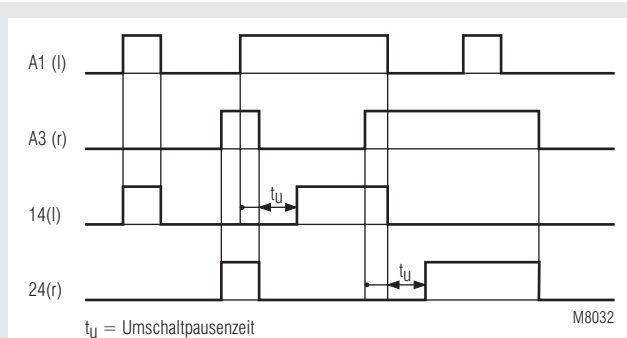 A1 (l)
A3 (r)
tU
14(l)
tU
24(r)
tU = Umschaltpausenzeit
M8032